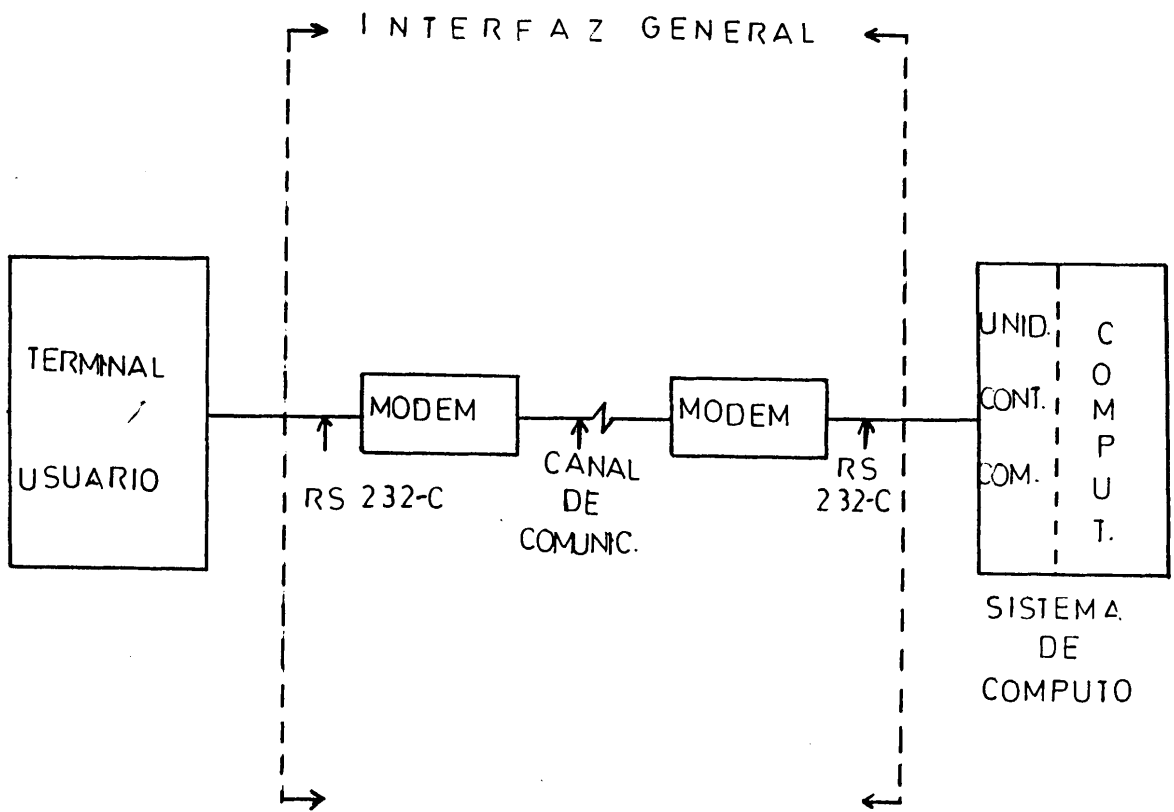 INTERFAZ GENERAL
TERMINAL
USUARIO
MODEM
RS 232-C
CANAL
DE
COMUNIC.
MODEM
RS
232-C
UNID.
CONT.
COM.
COMPUT.
SISTEMA.
DE
COMPUTO